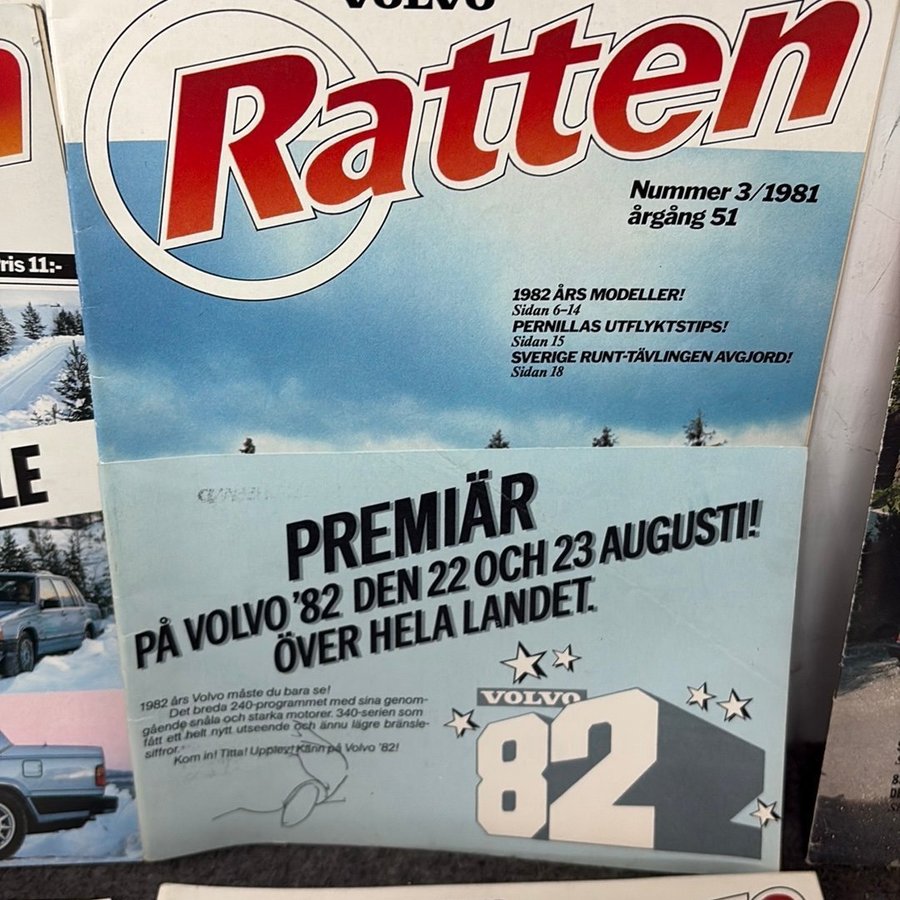 VOLVO
Ratten
Nummer 3/1981
årgång 51
ris 11:-
1982 ÅRS MODELLER!
Sidan 6-14
PERNILLAS UTFLYKTSTIPS!
Sidan 15
SVERIGE RUNT-TÄVLINGEN AVGJORD!
Sidan 18
LE
PREMIÄR
PÅ VOLVO '82 DEN 22 OCH 23 AUGUSTI!
ÖVER HELA LANDET.
1982 års Volvo måste du bara se!
Det breda 240-programmet med sina genom-
gående snåla och starka motorer. 340-serien som
fått ett helt nytt utseende och ännu lägre bränsle-
siffror.
Kom in! Titta! Upplev! Känn på Volvo '82!
VOLVO
82